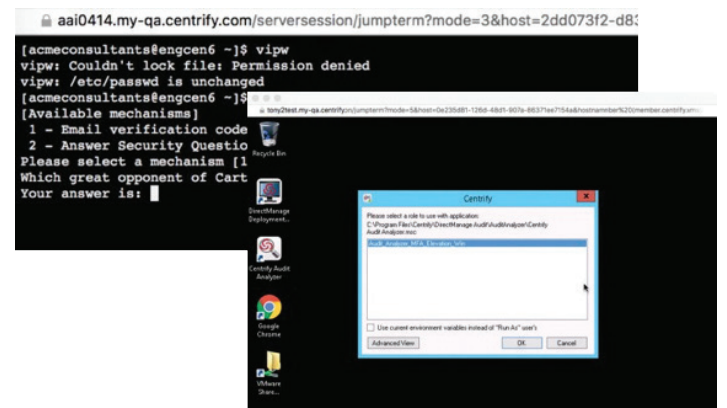 aai0414.my-qa.centrify.com/serversession/jumpterm?mode=3&host=2dd073f2-d83
[acmeconsultants@engcen6 ~]$ vipw
vipw: Couldn't lock file: Permission denied
vipw: /etc/passwd is unchanged
[acmeconsultants@engcen6 ~]$
[Available mechanisms]
1 - Email verification code
2 - Answer Security Questio
Please select a mechanism [1
Which great opponent of Cart
Your answer is:
Recycle Bin
DirectManage
Deployment...
Centrify Audit
Analyzer
Google
Chrome
VMware
Share...
Centrify
Please select a role to use with application:
C:\Program Files\Centrify\DirectManage Audit\AuditAnalyzer\Centrify
Audit Analyzer.msc
Audit_Analyzer_MFA_Elevation_Win
Use current environment variables instead of "Run As" user's
Advanced View
OK
Cancel